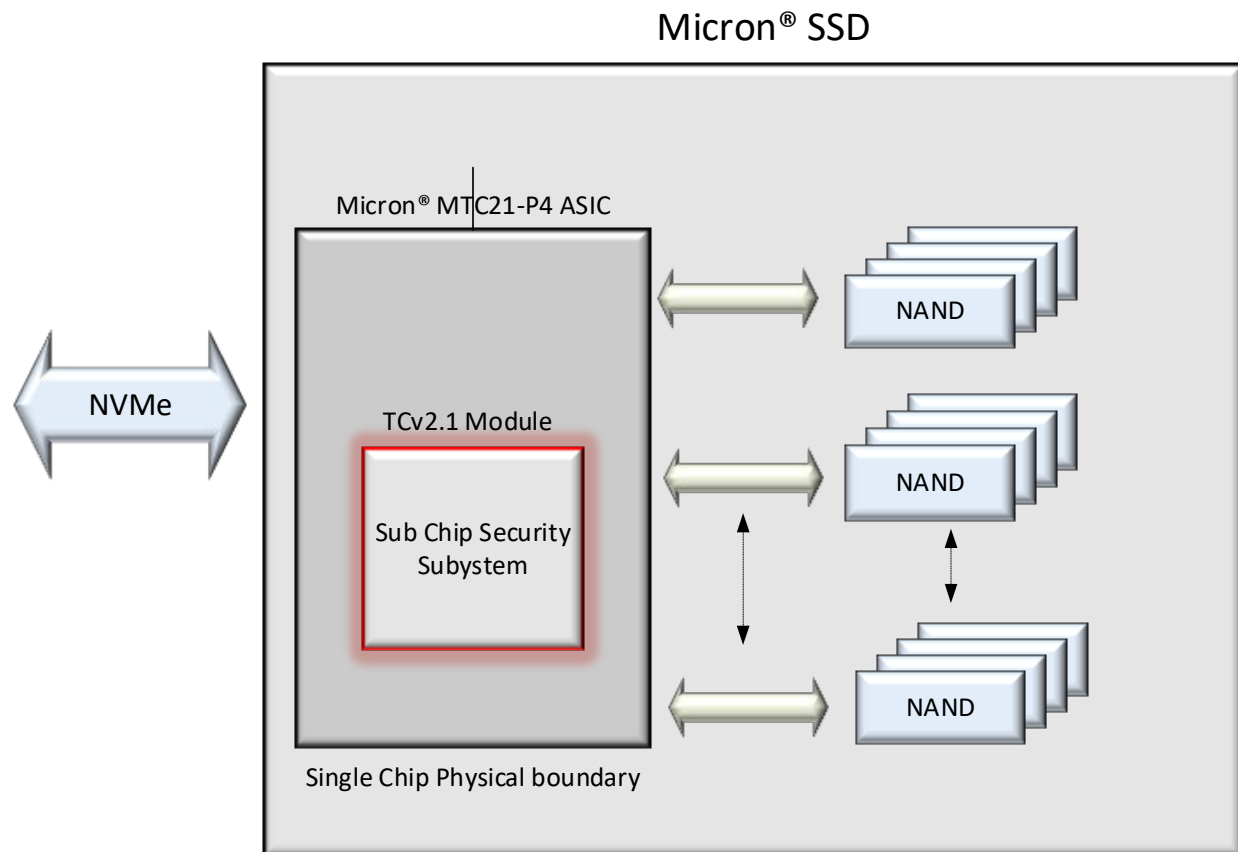 Micron® SSD
Micron® MTC21-P4 ASIC
NAND
NVMe
TCv2.1 Module
NAND
Sub Chip Security
Subystem
NAND
Single Chip Physical boundary